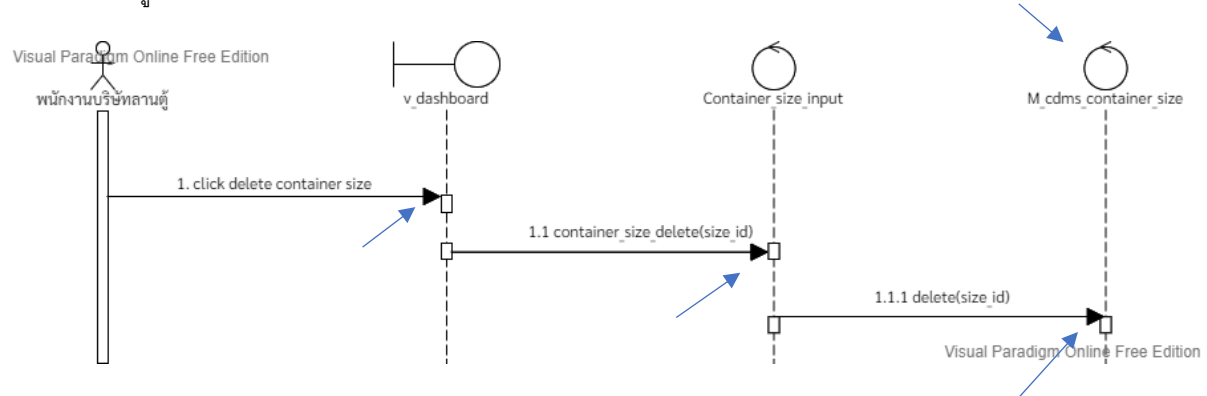 Visual Paradigm Online Free Edition
พนักงานบริษัทลานตู้
v_dashboard
Container_size_input
M_cdms_container_size
1. click delete container size
1.1 container_size_delete(size_id)
1.1.1 delete(size_id)
Visual Paradigm Online Free Edition